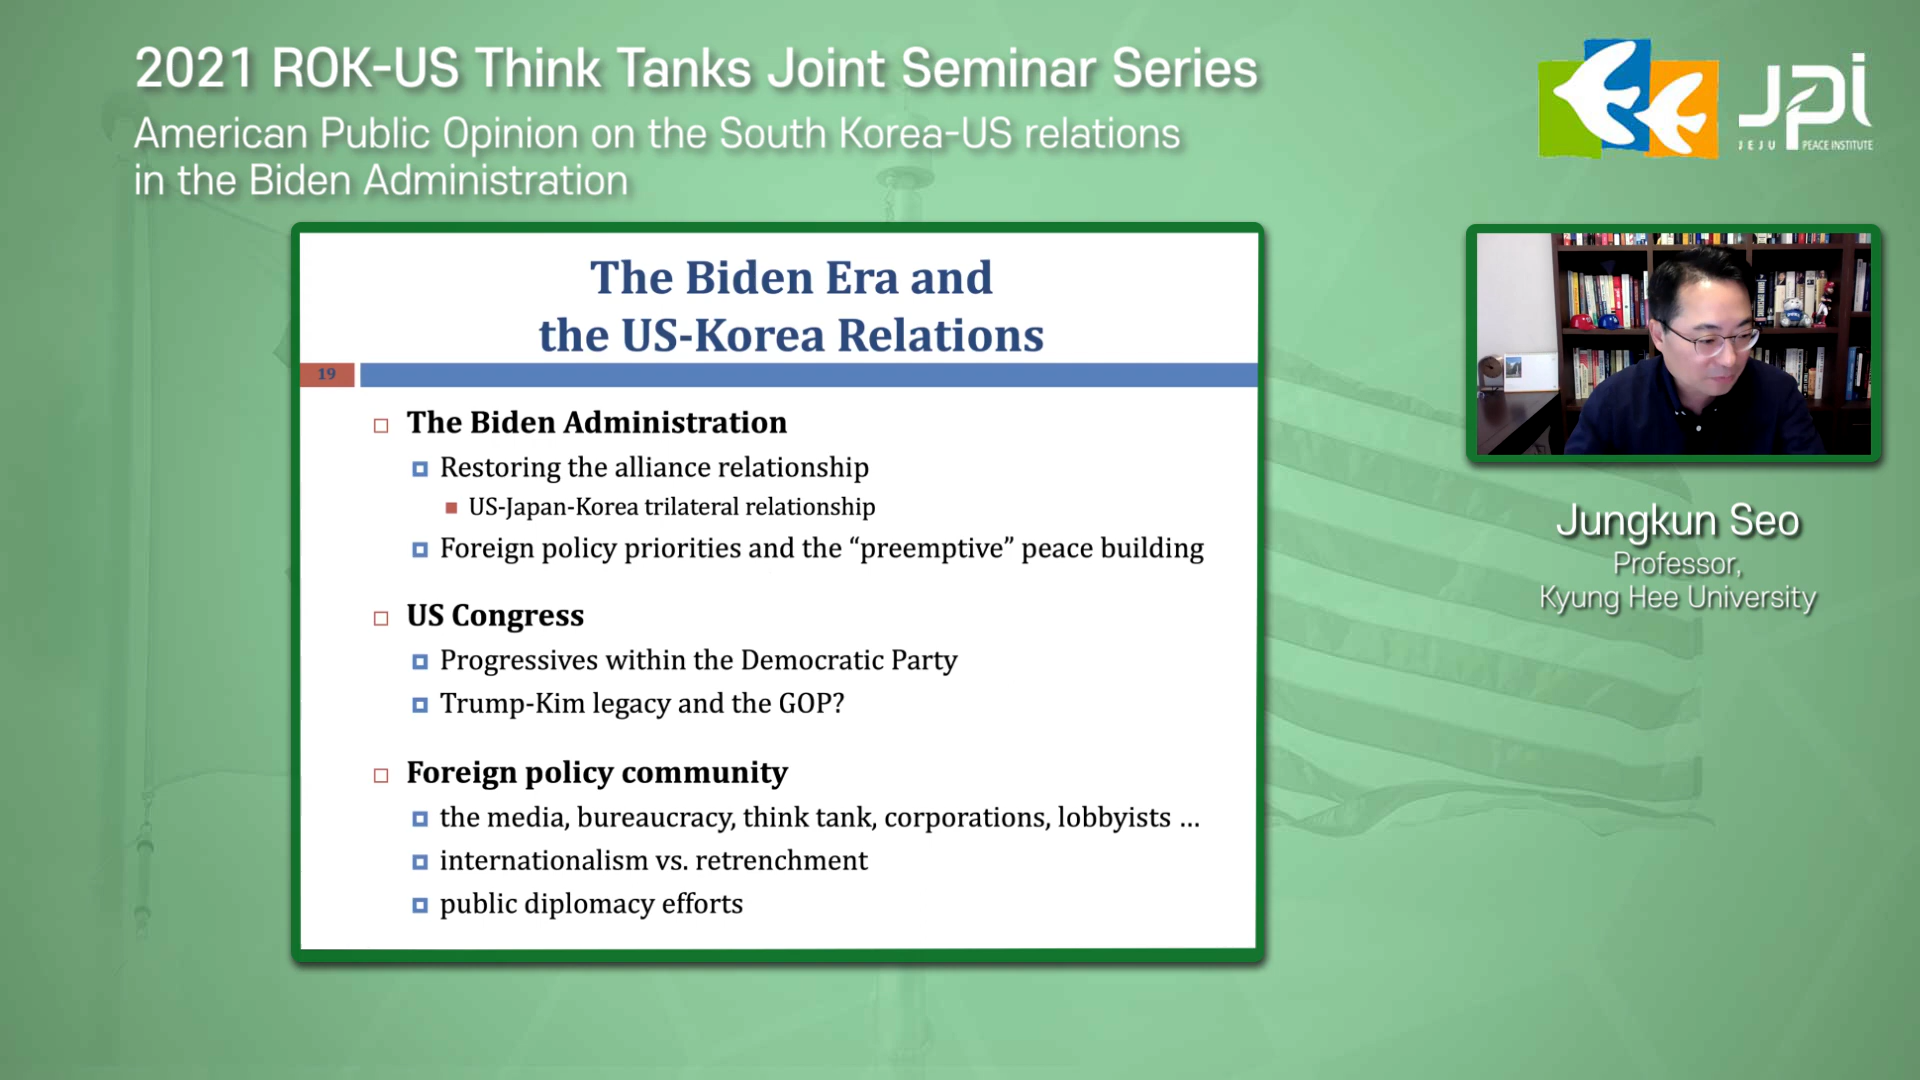 2021 ROK-US Think Tanks Joint Seminar Series
American Public Opinion on the South Korea-US relations
in the Biden Administration
JPI
JEJU PEACE INSTITUTE
The Biden Era and
the US-Korea Relations
19
The Biden Administration
Restoring the alliance relationship
US-Japan-Korea trilateral relationship
Foreign policy priorities and the “preemptive” peace building
US Congress
Progressives within the Democratic Party
Trump-Kim legacy and the GOP?
Foreign policy community
the media, bureaucracy, think tank, corporations, lobbyists ...
internationalism vs. retrenchment
public diplomacy efforts
Jungkun Seo
Professor,
Kyung Hee University